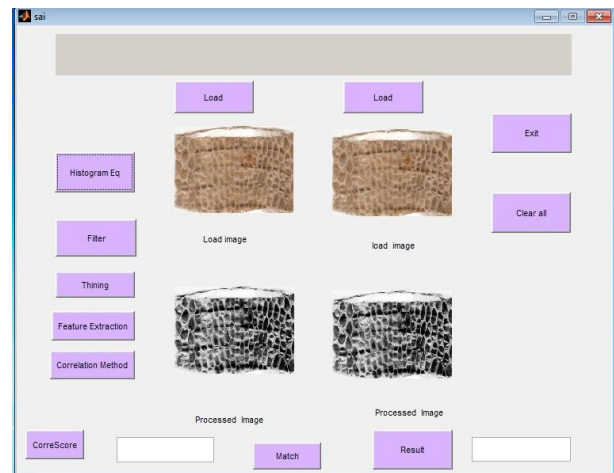 sai
Load
Load
Exit
Histogram Eq
Clear all
Filter
Load image
load image
Thining
Feature Extraction
Correlation Method
Processed Image
Processed Image
CorreScore
Match
Result